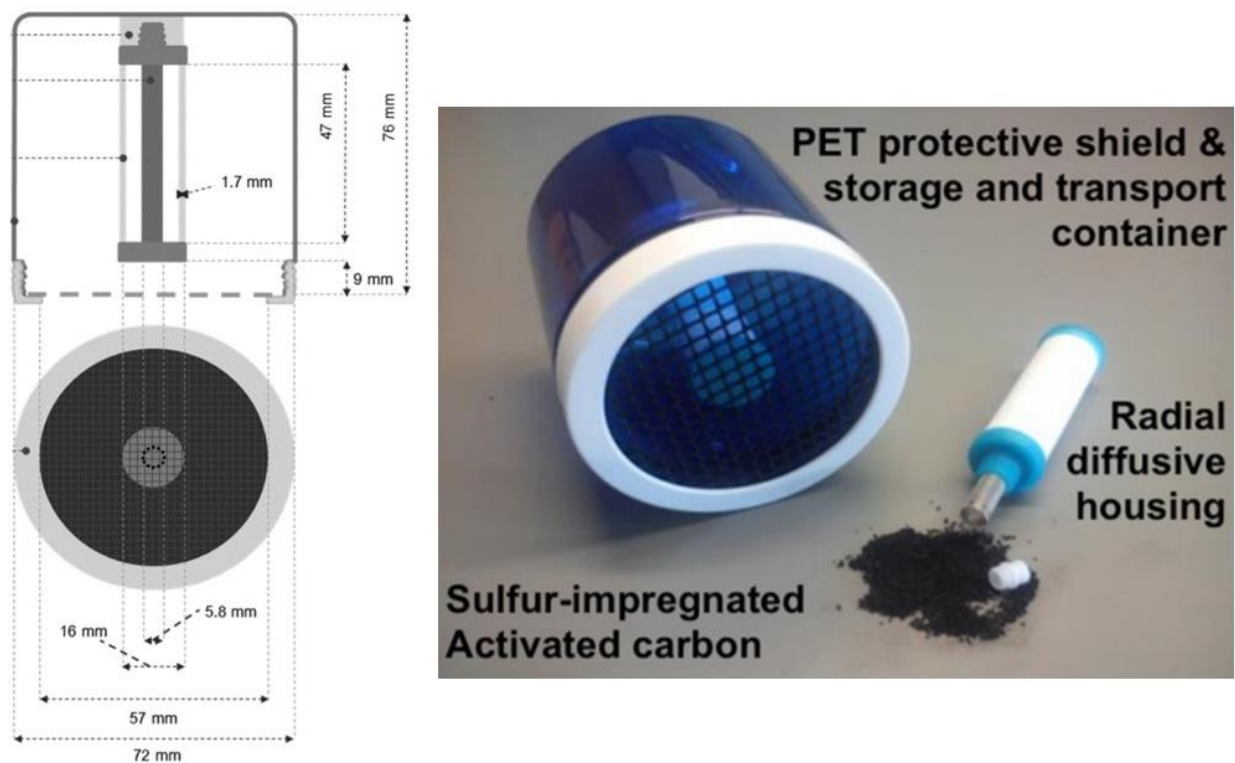 47 mm
76 mm
1.7 mm
9 mm
5.8 mm
16 mm
57 mm
72 mm
PET protective shield &
storage and transport
container
Radial
diffusive
housing
Sulfur-impregnated
Activated carbon